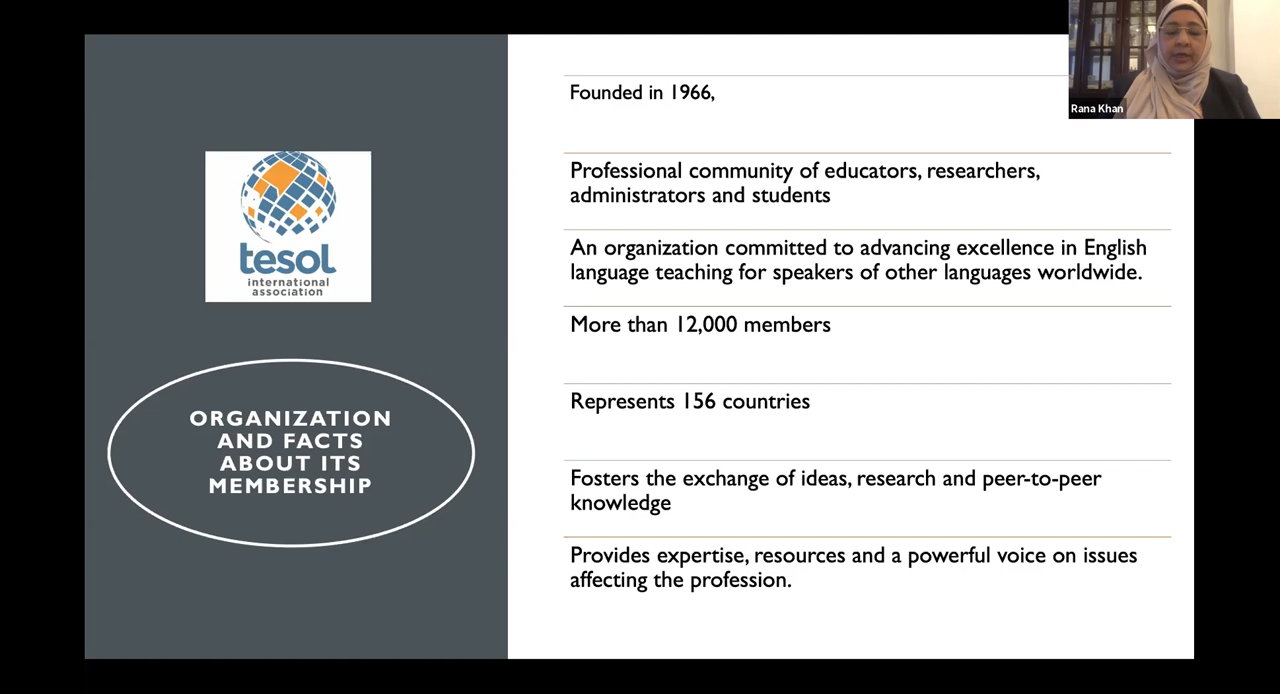 tesol
international
association
ORGANIZATION
AND FACTS
ABOUT ITS
MEMBERSHIP
Founded in 1966,
Professional community of educators, researchers,
administrators and students
An organization committed to advancing excellence in English
language teaching for speakers of other languages worldwide.
More than 12,000 members
Represents 156 countries
Fosters the exchange of ideas, research and peer-to-peer
knowledge
Provides expertise, resources and a powerful voice on issues
affecting the profession.
Rana Khan